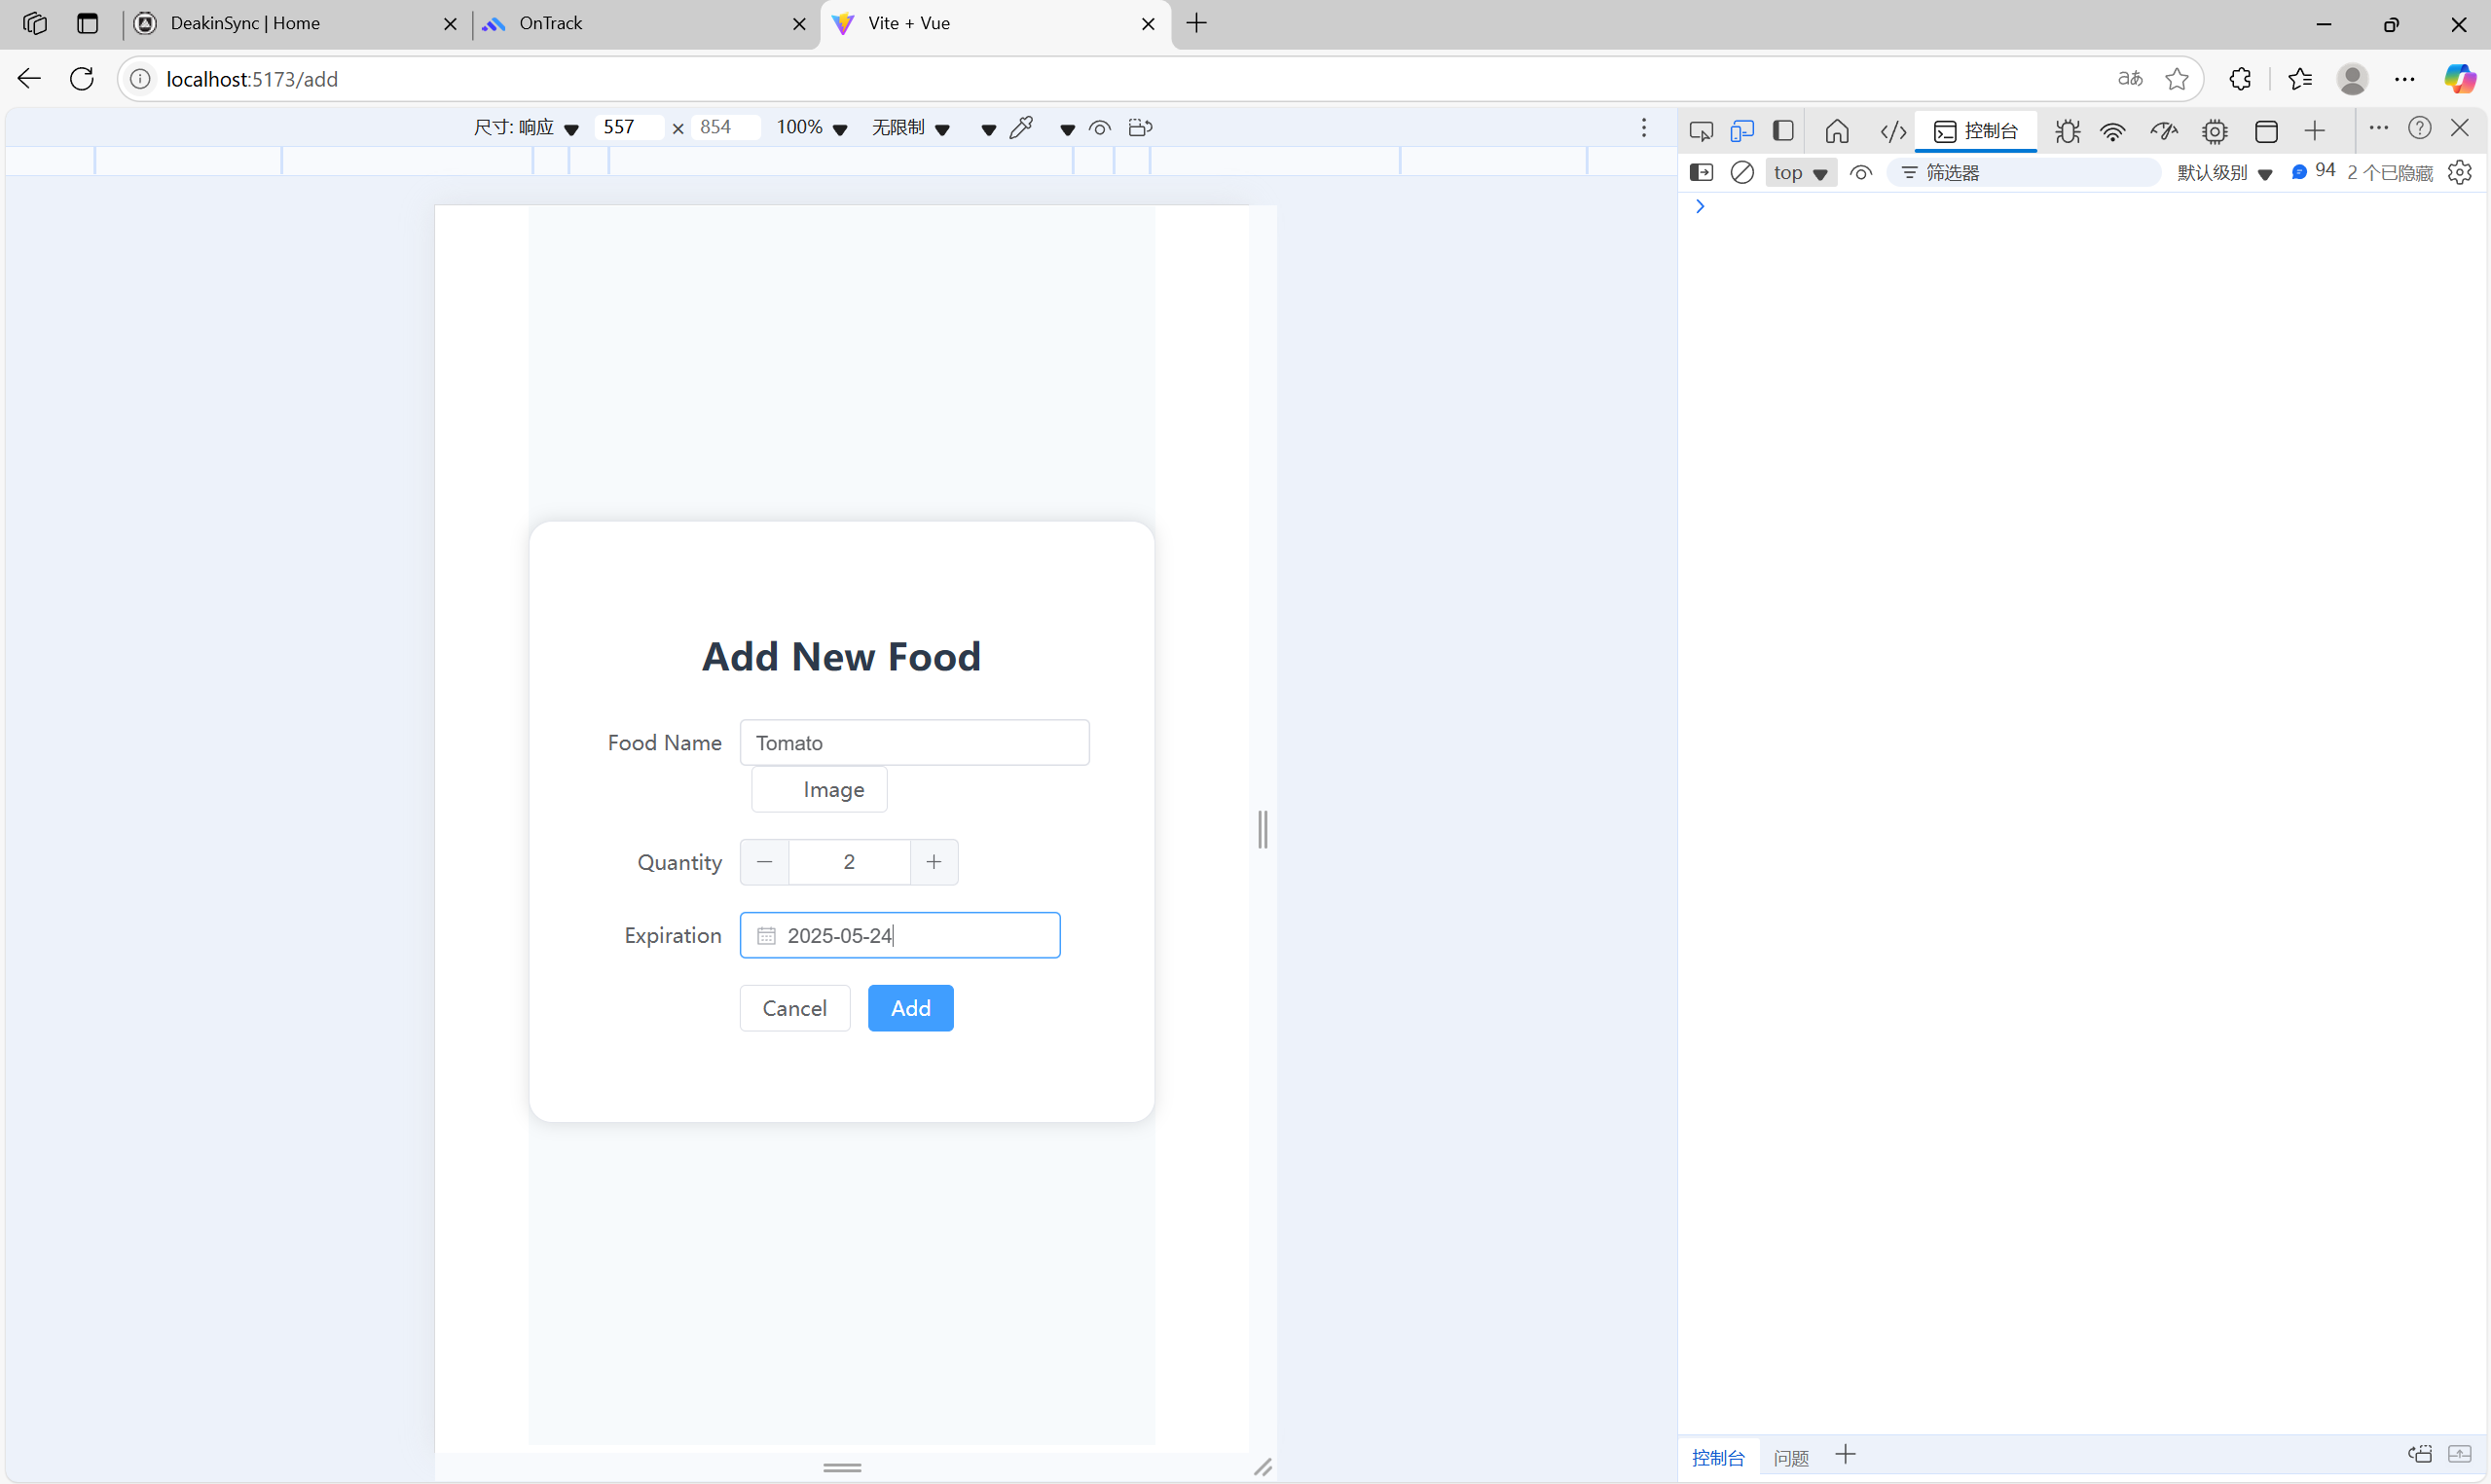 DeakinSync | Home
OnTrack
Vite + Vue
localhost:5173/add
aあ
尺寸: 响应 557 × 854 100% 无限制
控制台
top 筛选器 默认级别 94 2 个已隐藏
Add New Food
Food Name Tomato
Image
Quantity 2
Expiration 2025-05-24
Cancel Add
控制台 问题